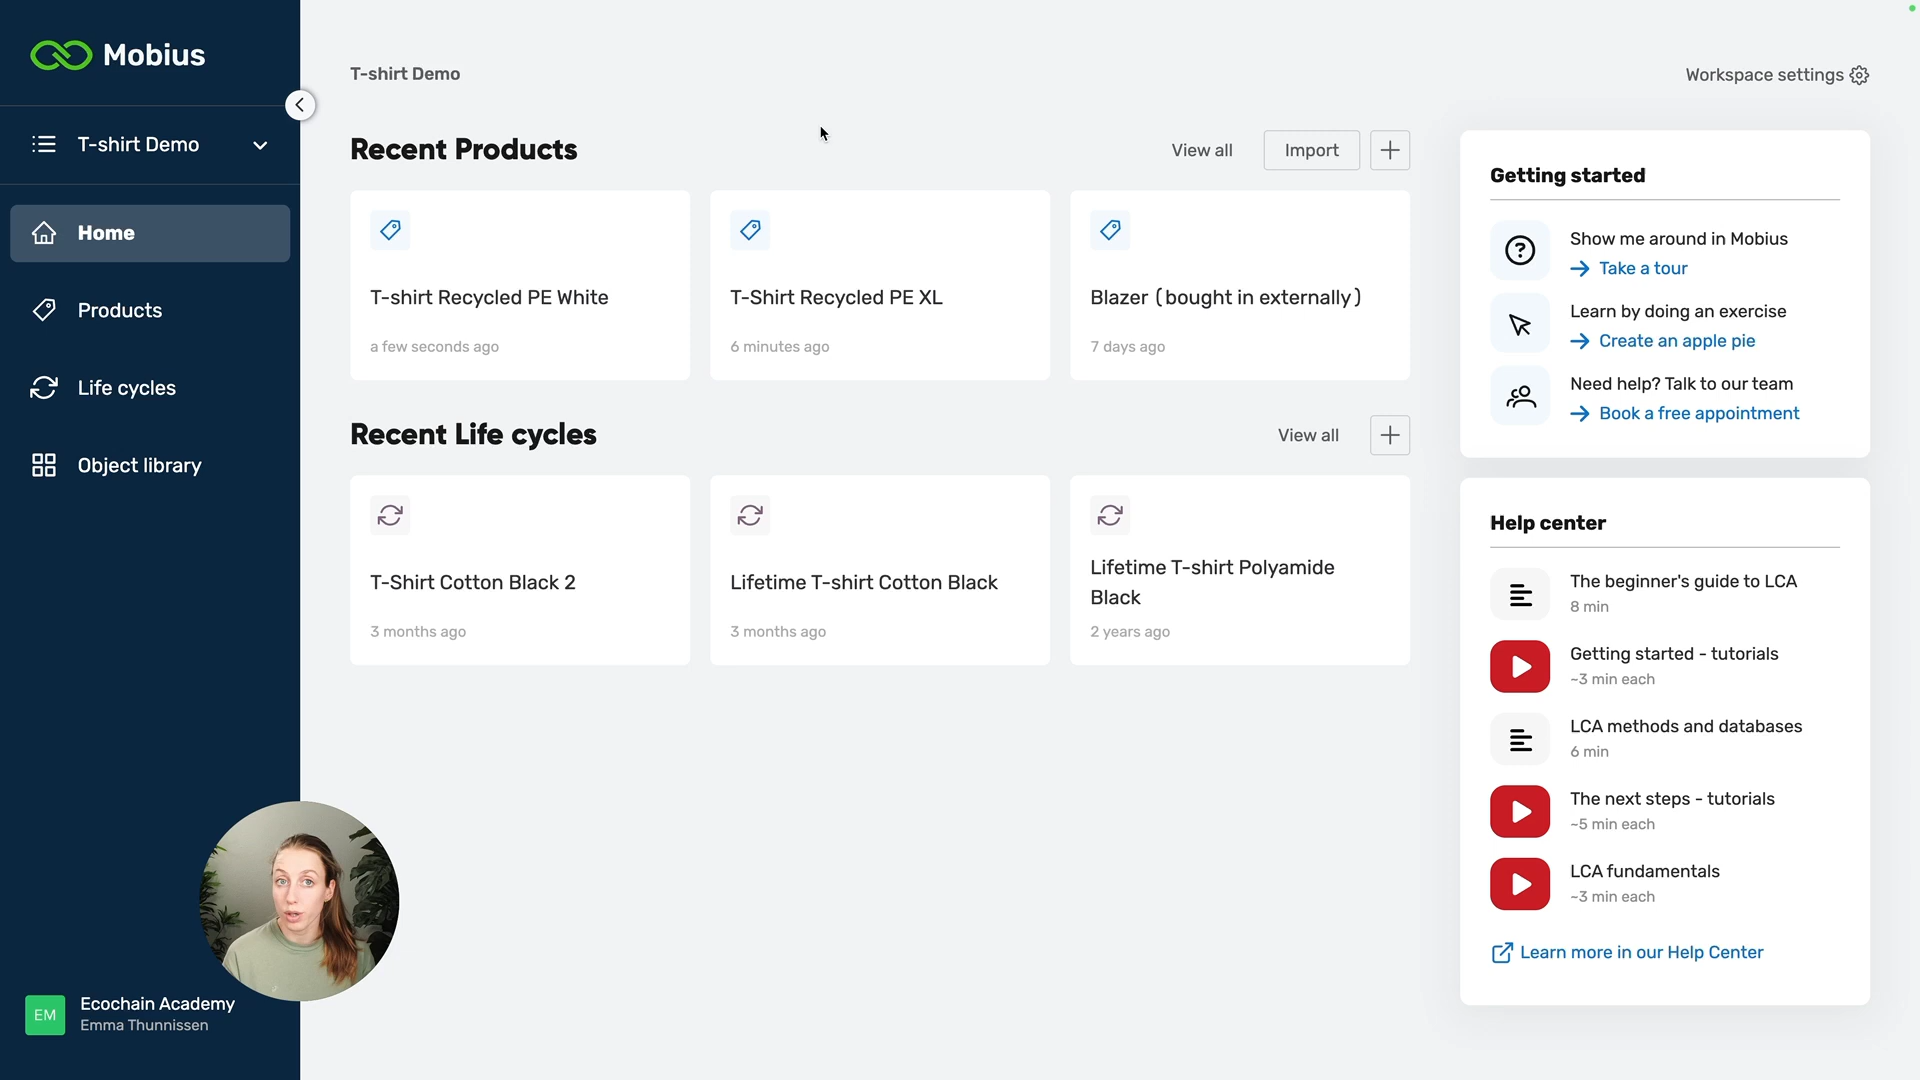 Mobius
T-shirt Demo
Home
Products
Life cycles
Object library
EM
Ecochain Academy
Emma Thunnissen
T-shirt Demo
Workspace settings
Recent Products
View all
Import
T-shirt Recycled PE White
a few seconds ago
T-Shirt Recycled PE XL
6 minutes ago
Blazer (bought in externally)
7 days ago
Recent Life cycles
View all
T-Shirt Cotton Black 2
3 months ago
Lifetime T-shirt Cotton Black
3 months ago
Lifetime T-shirt Polyamide
Black
2 years ago
Getting started
Show me around in Mobius
Take a tour
Learn by doing an exercise
Create an apple pie
Need help? Talk to our team
Book a free appointment
Help center
The beginner's guide to LCA
8 min
Getting started - tutorials
~3 min each
LCA methods and databases
6 min
The next steps - tutorials
~5 min each
LCA fundamentals
~3 min each
Learn more in our Help Center